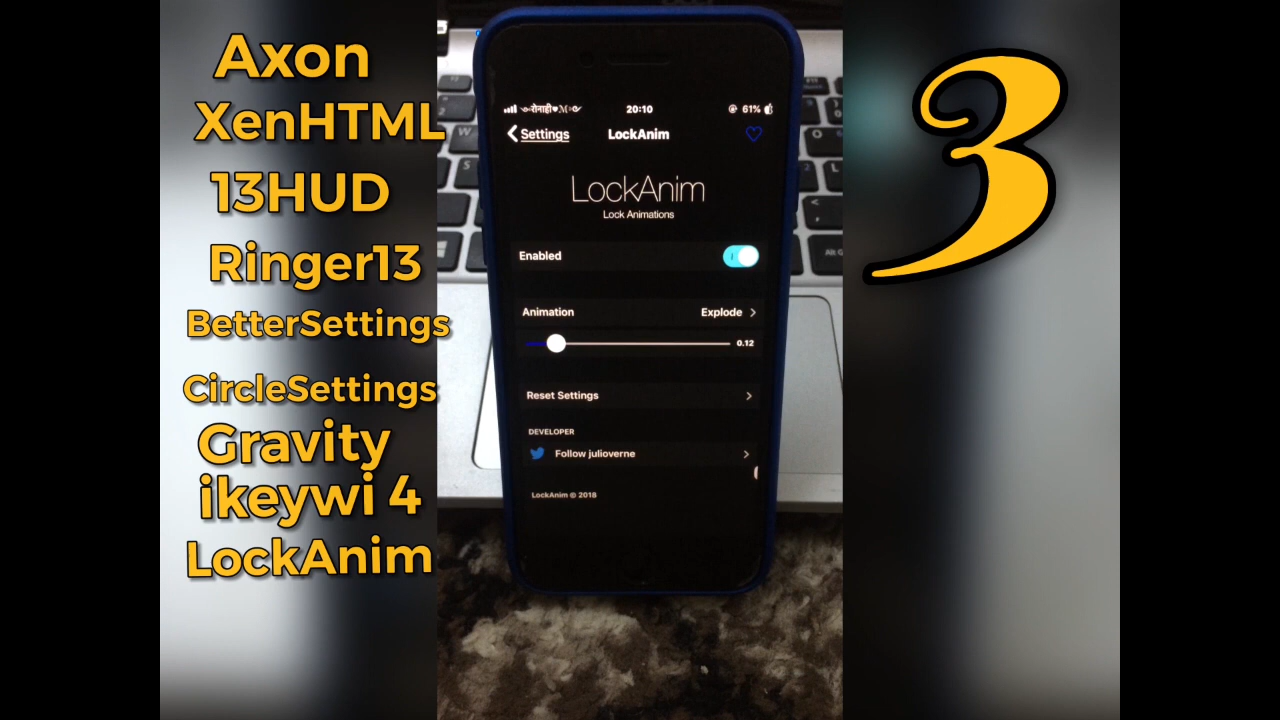 Axon
XenHTML
13HUD
Ringer13
BetterSettings
CircleSettings
Gravity
ikeywi 4
LockAnim
3
20:10
61%
Settings
LockAnim
LockAnim
Lock Animations
Enabled
Animation
Explode
0.12
Reset Settings
DEVELOPER
Follow julioverne
LockAnim © 2018
W
O
L
<
Alt G